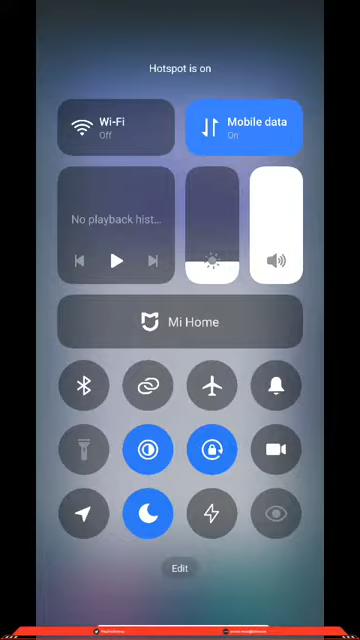 Hotspot is on
Wi-Fi
Off
Mobile data
On
No playback hist...
Mi Home
Edit